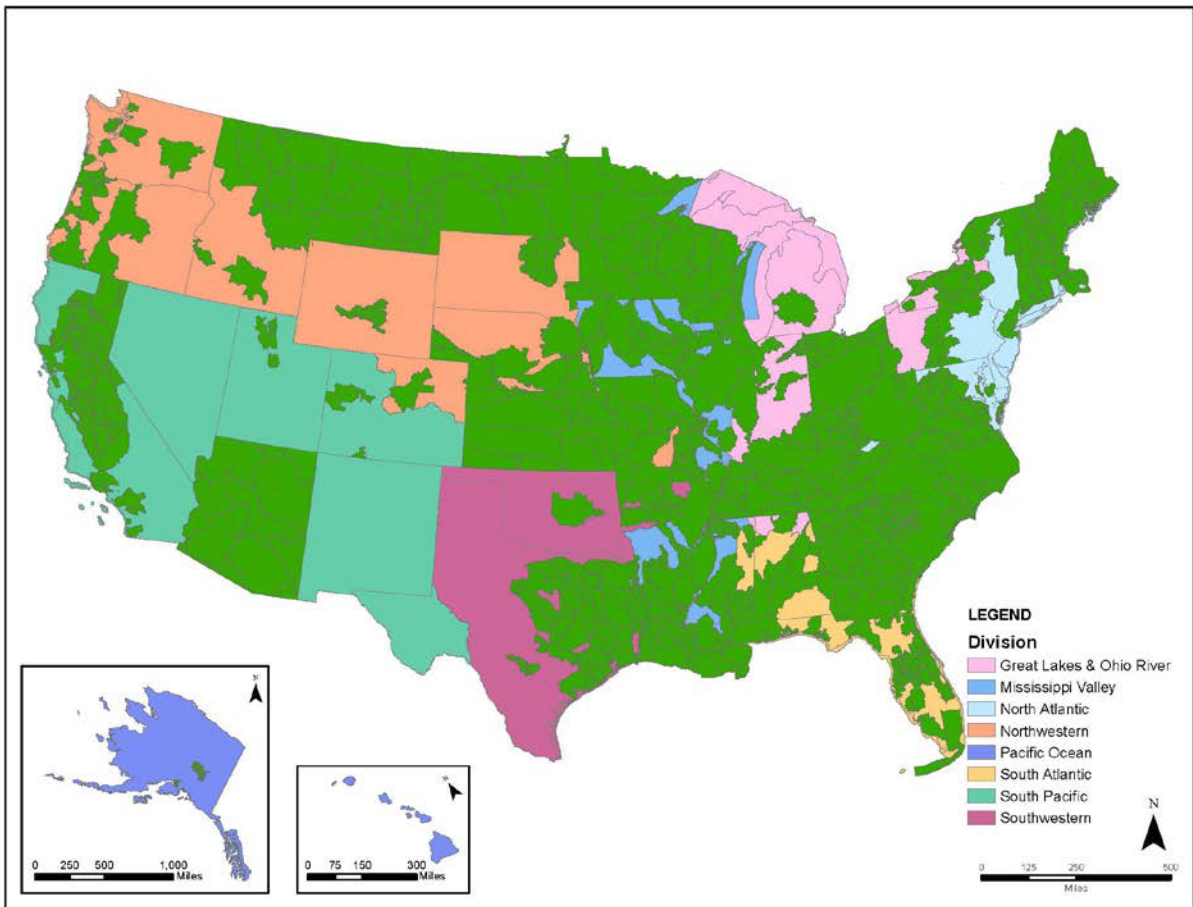 LEGEND
Division
Great Lakes & Ohio River
Mississippi Valley
North Atlantic
Northwestern
Pacific Ocean
South Atlantic
South Pacific
Southwestern
N
0 250 500 1,000
Miles
N
0 75 150 300
Miles
N
0 125 250 500
Miles